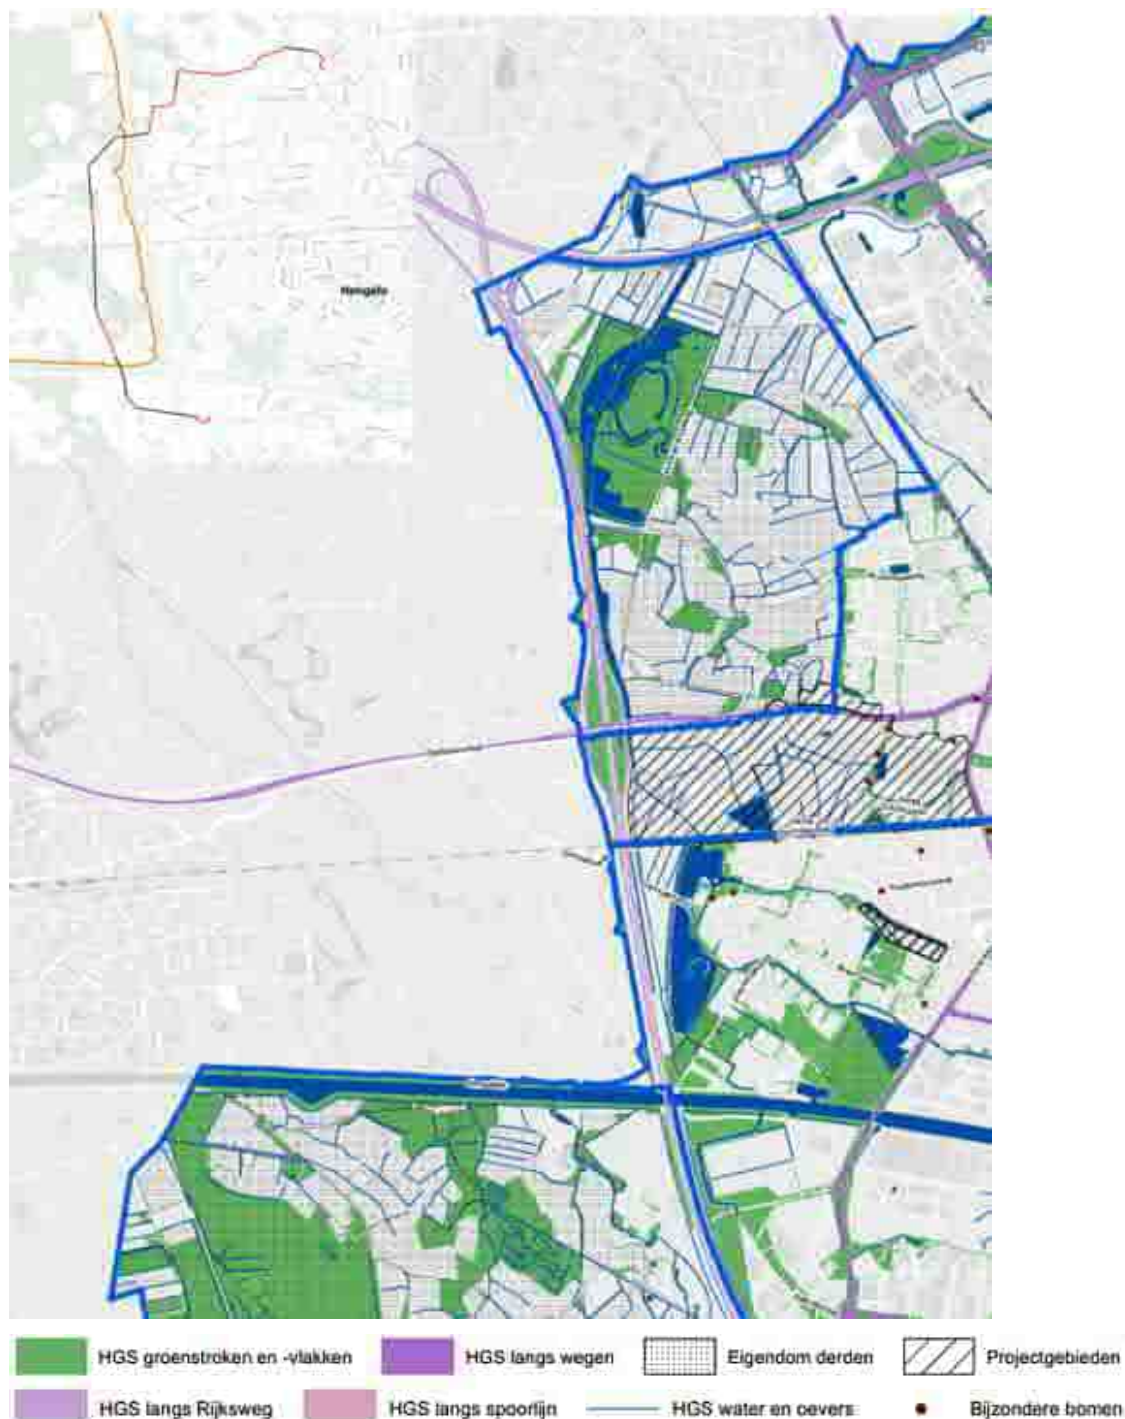 Hengelo
HGS groenstroken en -vlakken
HGS langs wegen
Eigendom derden
Projectgebieden
HGS langs Rijksweg
HGS langs spoorlijn
HGS water en oevers
Bijzondere bomen